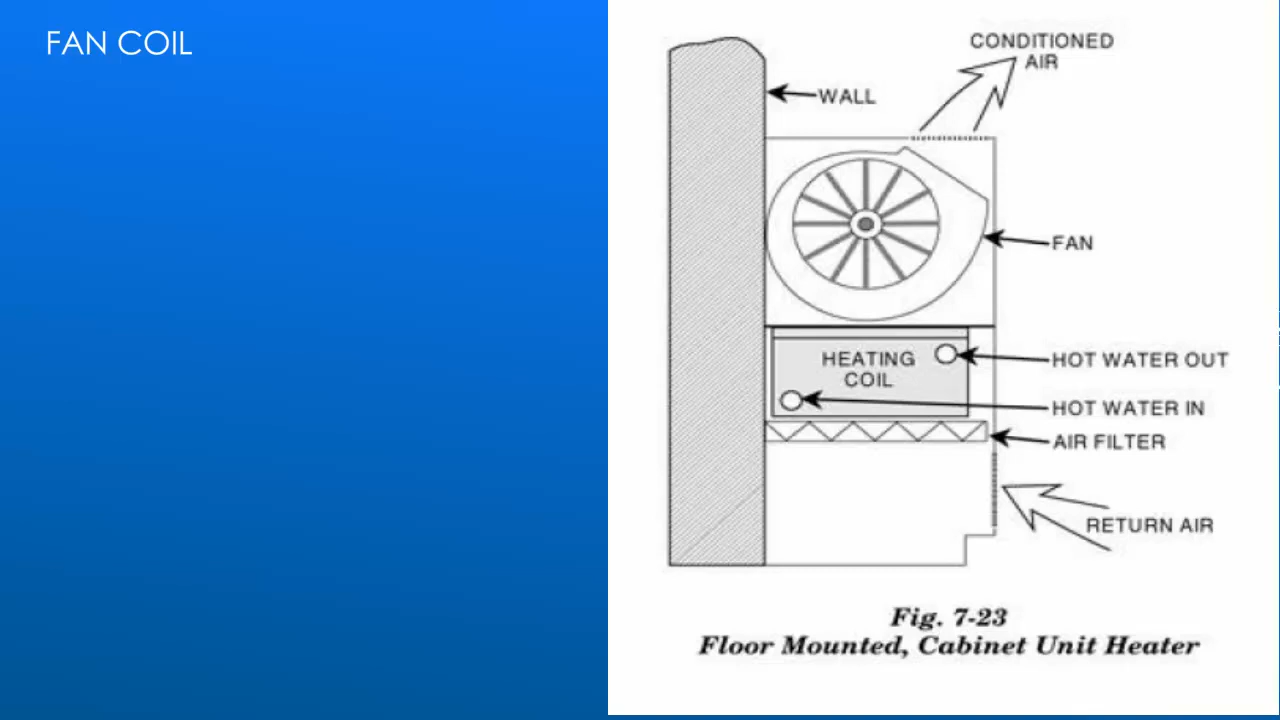 FAN COIL
CONDITIONED
AIR
WALL
FAN
HEATING
COIL
HOT WATER OUT
HOT WATER IN
AIR FILTER
RETURN AIR
Fig. 7-23
Floor Mounted, Cabinet Unit Heater